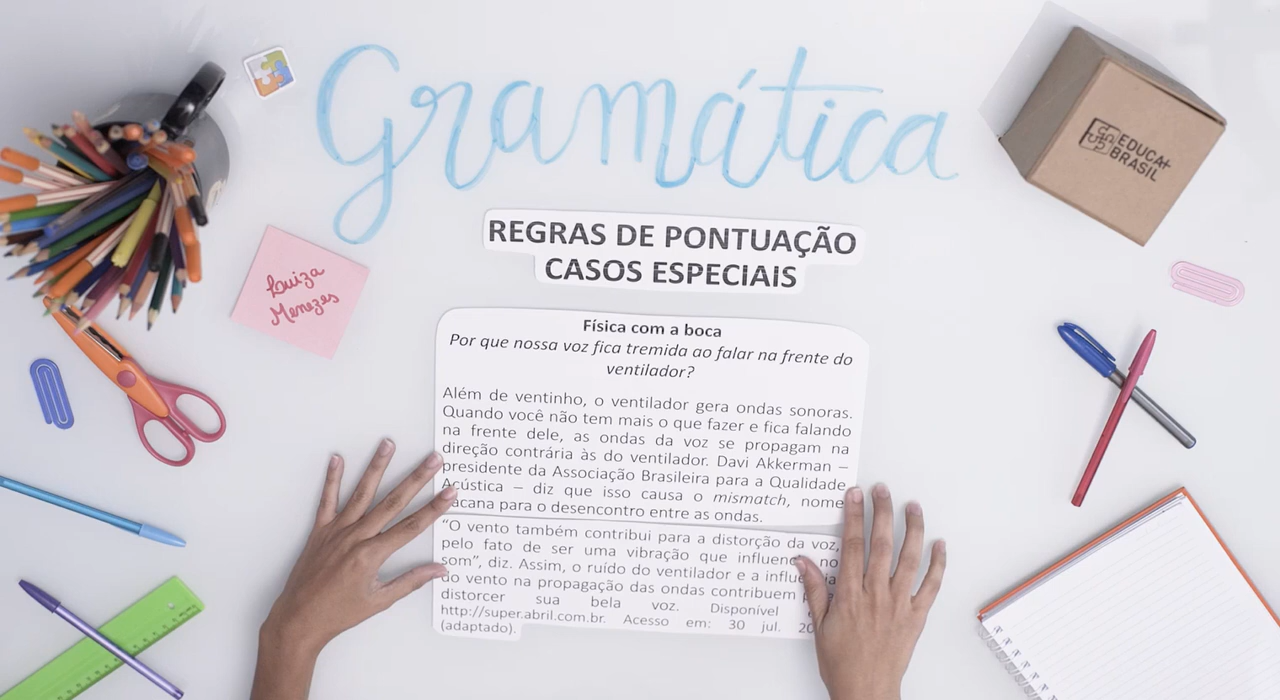 Gramática
EDUCA+
BRASIL
REGRAS DE PONTUAÇÃO
CASOS ESPECIAIS
Luiza
Menezes
Física com a boca
Por que nossa voz fica tremida ao falar na frente do
ventilador?
Além de ventinho, o ventilador gera ondas sonoras.
Quando você não tem mais o que fazer e fica falando
na frente dele, as ondas da voz se propagam na
direção contrária às do ventilador. Davi Akkerman –
presidente da Associação Brasileira para a Qualidade
Acústica – diz que isso causa o mismatch, nome
bacana para o desencontro entre as ondas.
“O vento também contribui para a distorção da voz,
pelo fato de ser uma vibração que influencia no
som”, diz. Assim, o ruído do ventilador e a influência
do vento na propagação das ondas contribuem para
distorcer sua bela voz. Disponível
http://super.abril.com.br. Acesso em: 30 jul.
(adaptado).